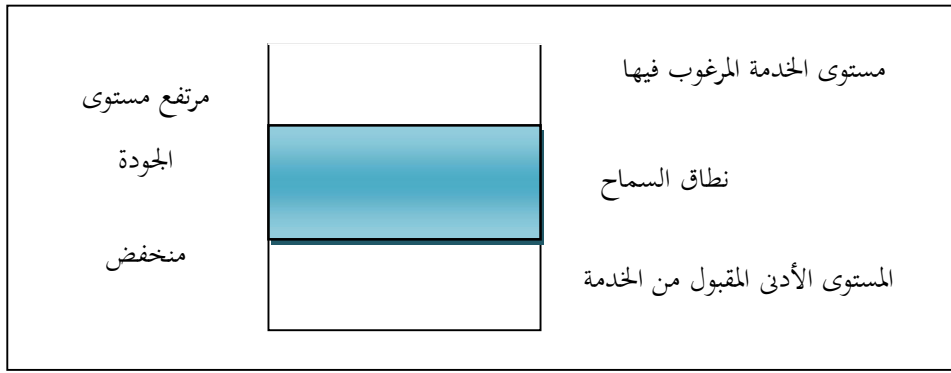 مستوى الخدمة المرغوب فيها
مرتفع مستوى
الجودة
نطاق السماح
منخفض
المستوى الأدنى المقبول من الخدمة